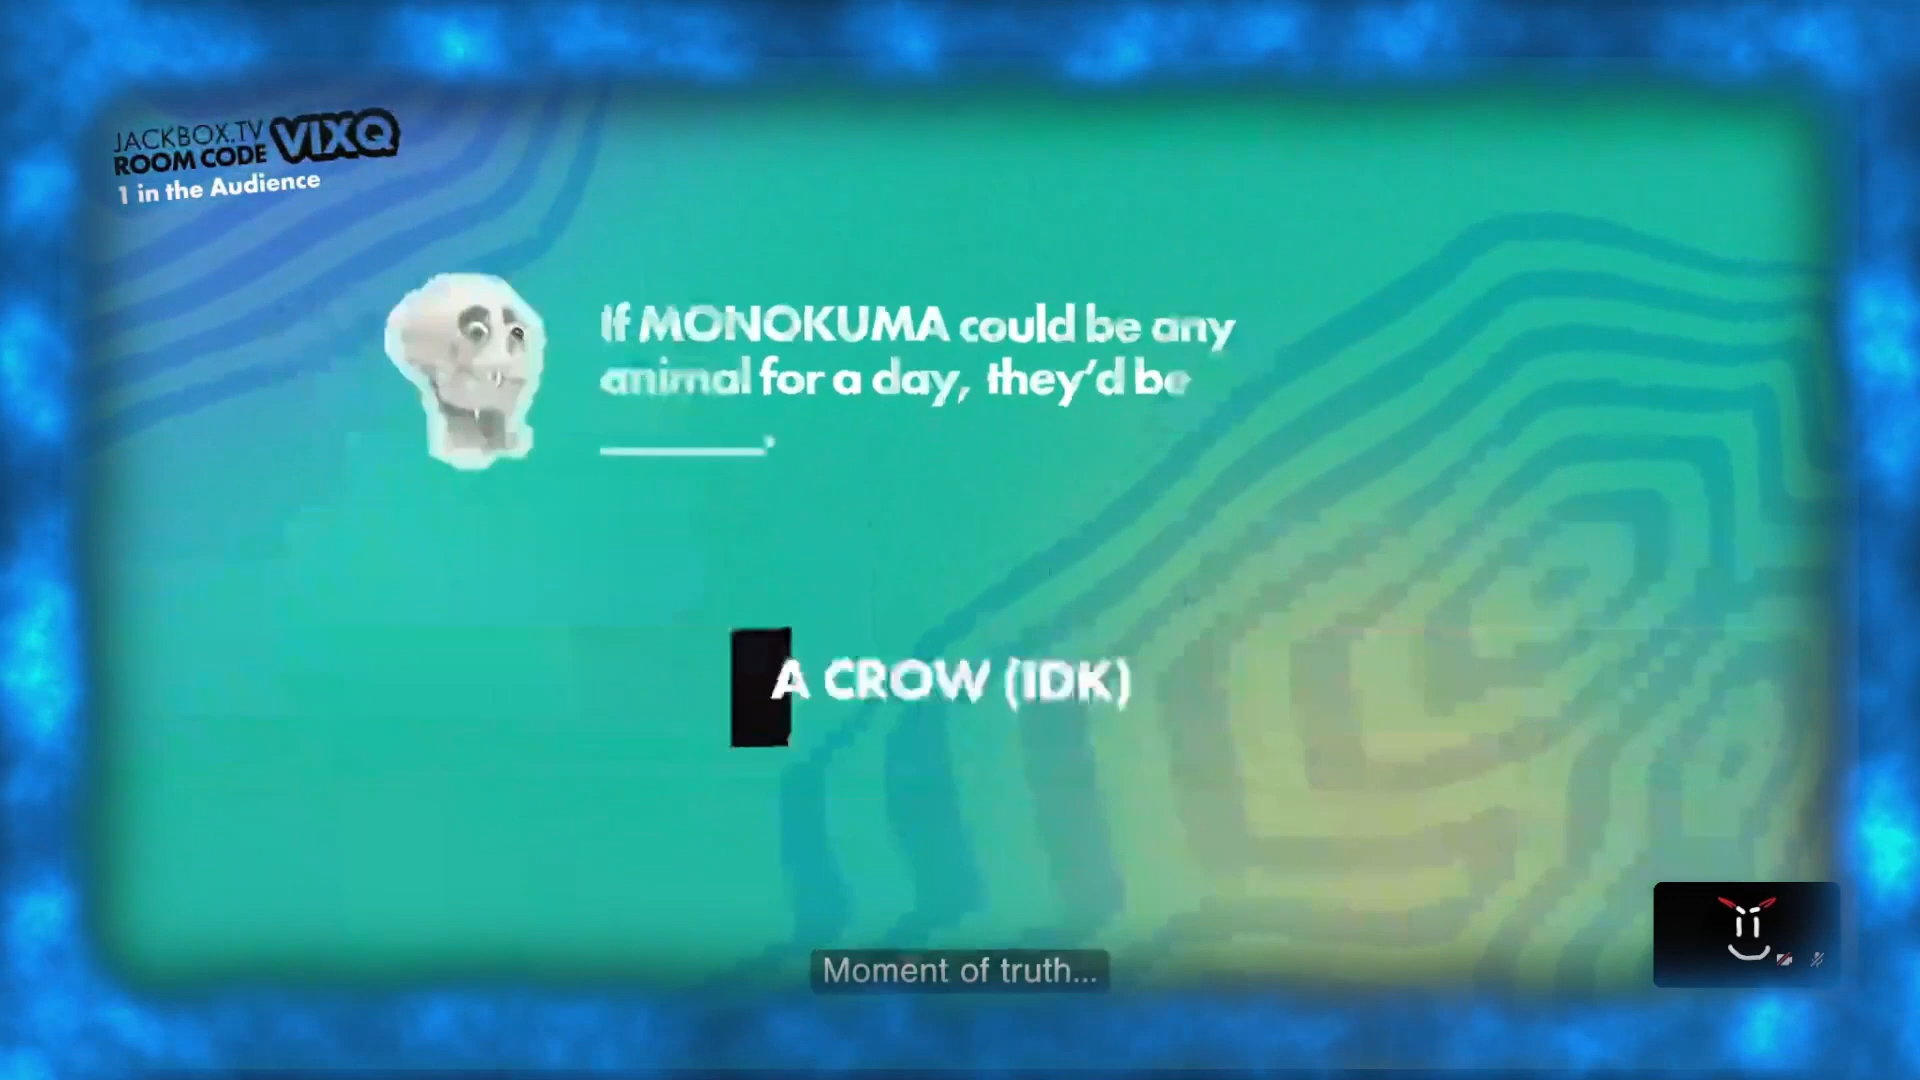 JACKBOX.TV
ROOM CODE VIXQ
1 in the Audience
If MONOKUMA could be any
animal for a day, they'd be
________.
A CROW (IDK)
Moment of truth...